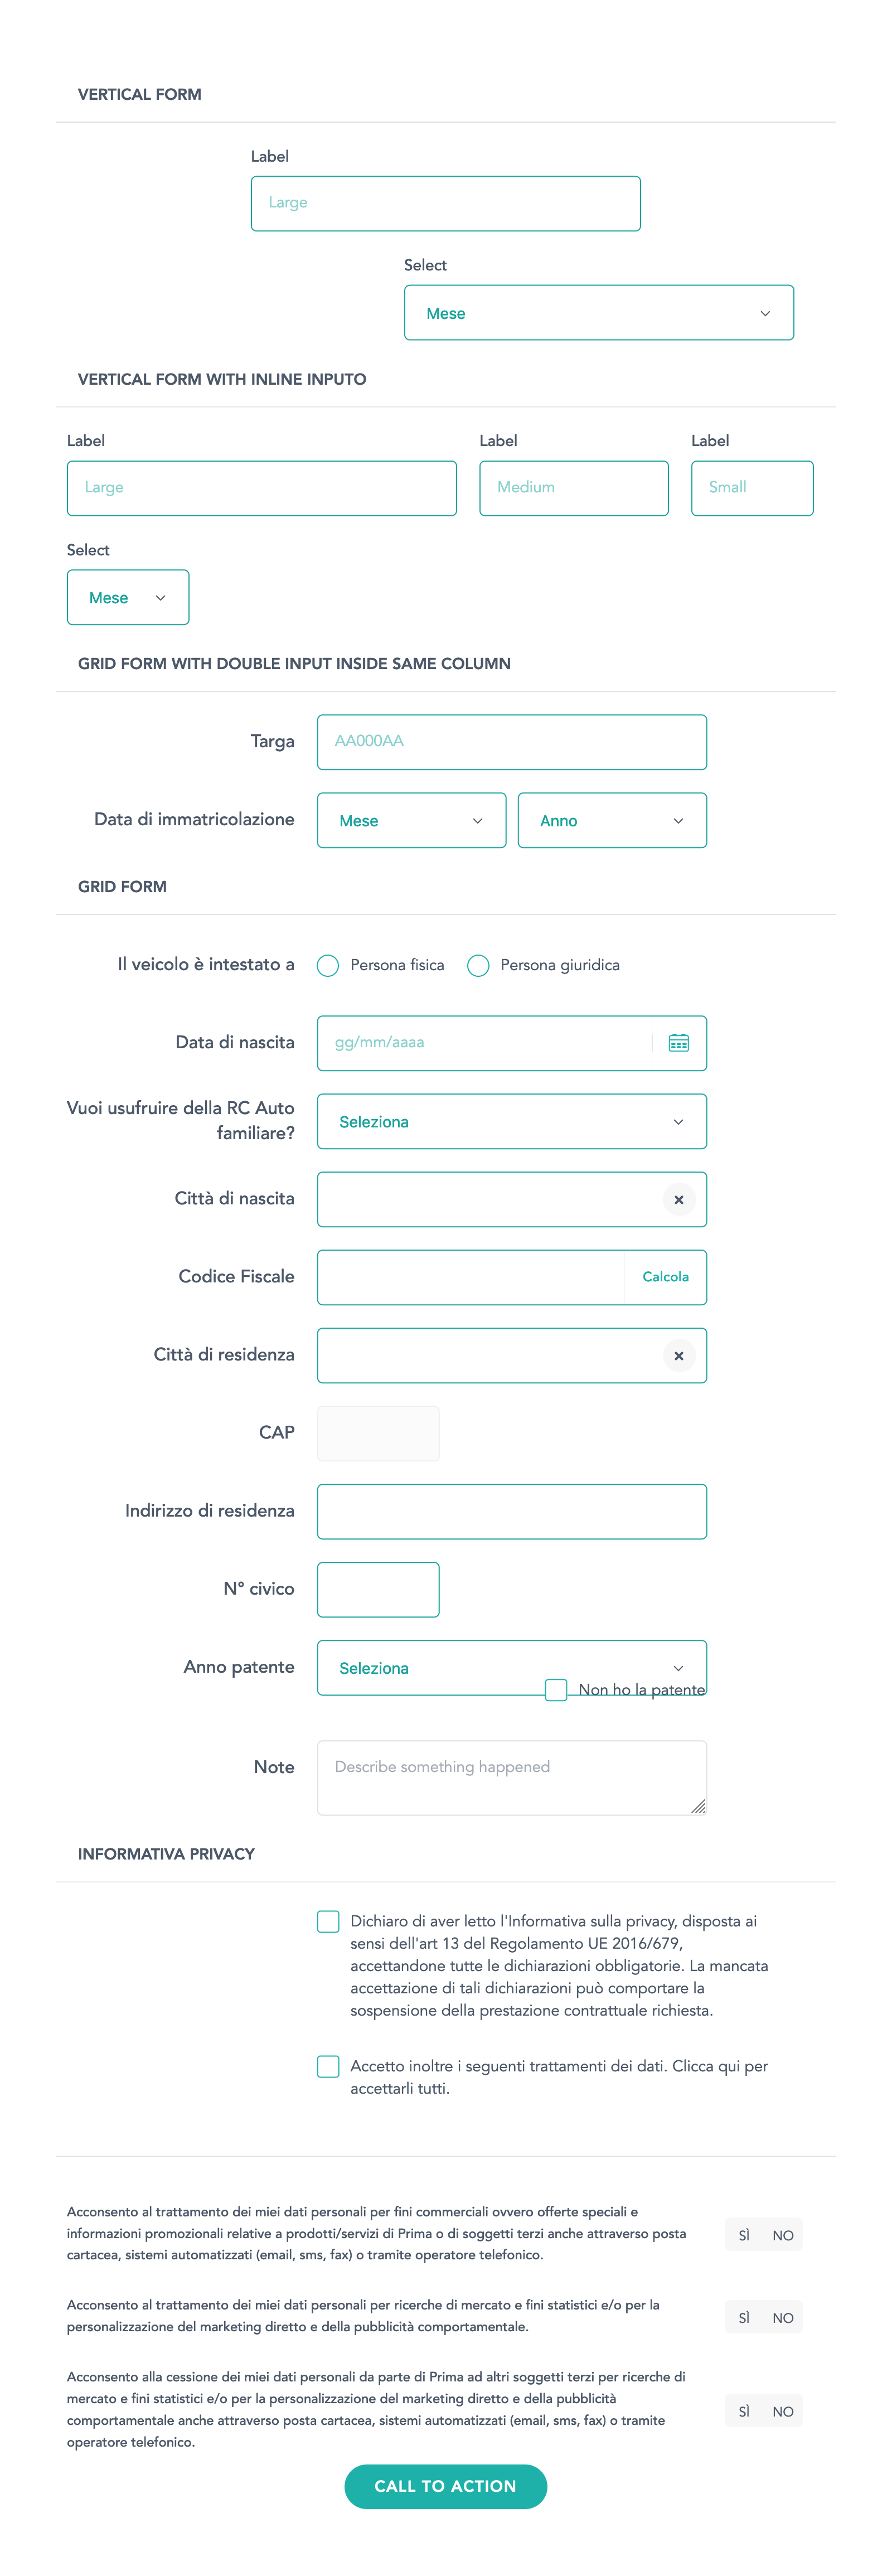 VERTICAL FORM
Label
Large
Select
Mese
VERTICAL FORM WITH INLINE INPUTO
Label Label Label
Large Medium Small
Select
Mese
GRID FORM WITH DOUBLE INPUT INSIDE SAME COLUMN
Targa AA000AA
Data di immatricolazione Mese Anno
GRID FORM
Il veicolo è intestato a Persona fisica Persona giuridica
Data di nascita gg/mm/aaaa
Vuoi usufruire della RC Auto
familiare?
Seleziona
Città di nascita
Codice Fiscale Calcola
Città di residenza
CAP
Indirizzo di residenza
N° civico
Anno patente Seleziona
Non ho la patente
Note Describe something happened
INFORMATIVA PRIVACY
Dichiaro di aver letto l'Informativa sulla privacy, disposta ai
sensi dell'art 13 del Regolamento UE 2016/679,
accettandone tutte le dichiarazioni obbligatorie. La mancata
accettazione di tali dichiarazioni può comportare la
sospensione della prestazione contrattuale richiesta.
Accetto inoltre i seguenti trattamenti dei dati. Clicca qui per
accettarli tutti.
Acconsento al trattamento dei miei dati personali per fini commerciali ovvero offerte speciali e
informazioni promozionali relative a prodotti/servizi di Prima o di soggetti terzi anche attraverso posta
cartacea, sistemi automatizzati (email, sms, fax) o tramite operatore telefonico.
SÌ NO
Acconsento al trattamento dei miei dati personali per ricerche di mercato e fini statistici e/o per la
personalizzazione del marketing diretto e della pubblicità comportamentale.
SÌ NO
Acconsento alla cessione dei miei dati personali da parte di Prima ad altri soggetti terzi per ricerche di
mercato e fini statistici e/o per la personalizzazione del marketing diretto e della pubblicità
comportamentale anche attraverso posta cartacea, sistemi automatizzati (email, sms, fax) o tramite
operatore telefonico.
SÌ NO
CALL TO ACTION